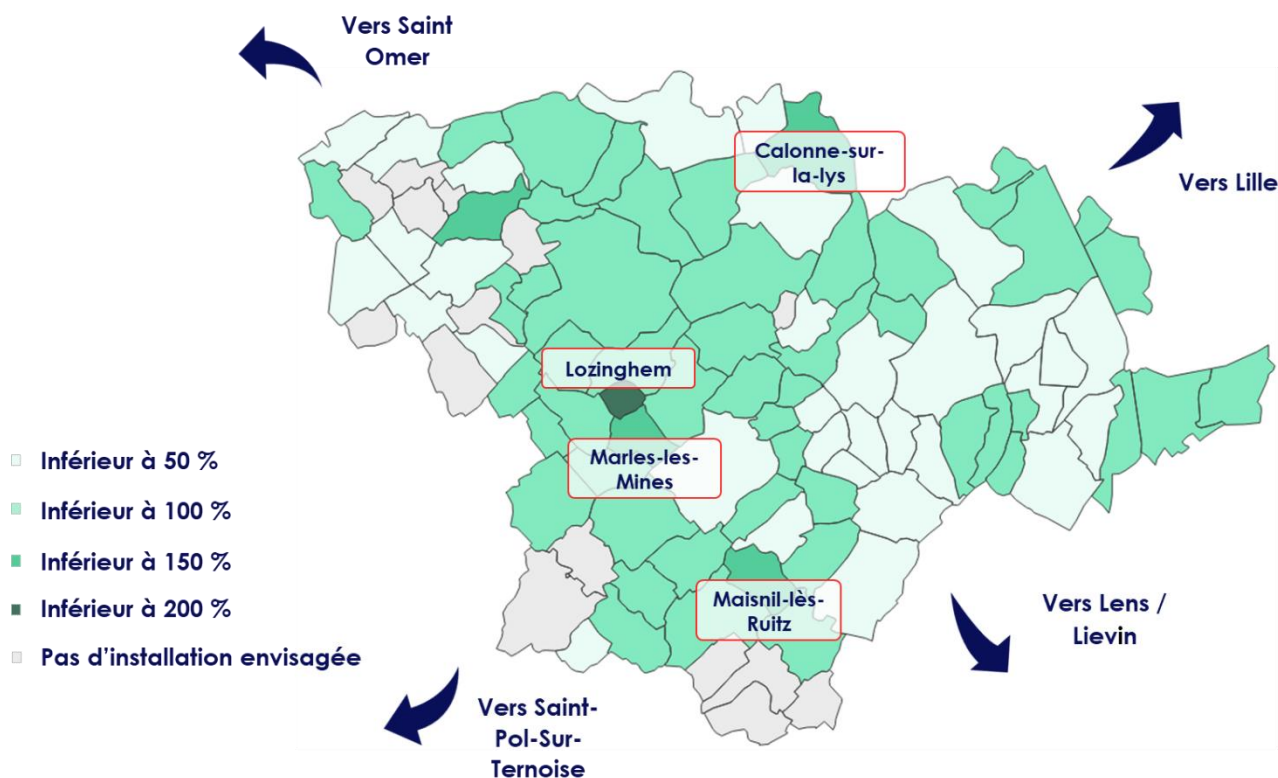 Vers Saint
Omer
Calonne-sur-
la-lys
Vers Lille
Lozinghem
Marles-les-
Mines
Inférieur à 50 %
Inférieur à 100 %
Inférieur à 150 %
Inférieur à 200 %
Pas d’installation envisagée
Maisnil-lès-
Ruitz
Vers Lens /
Lievin
Vers Saint-
Pol-Sur-
Ternoise